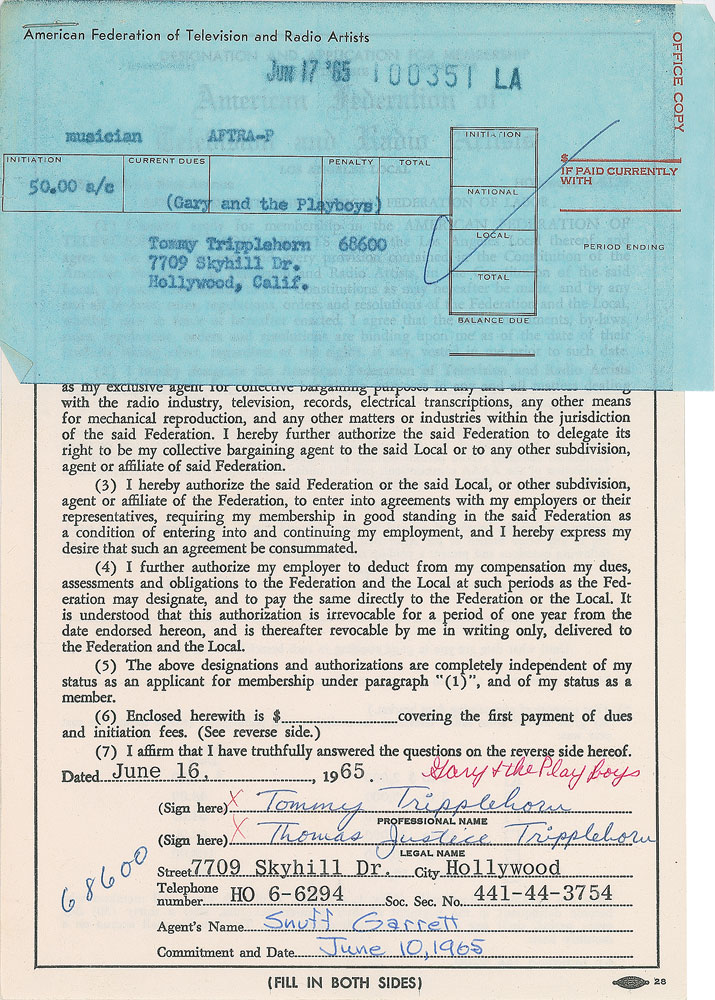 American Federation of Television and Radio Artists
JUN 17 '65 100351 LA
OFFICE COPY
musician AFTRA-P
INITIATION CURRENT DUES PENALTY TOTAL
50.00 a/c
(Gary and the Playboys)
Tommy Tripplehorn 68600
7709 Skyhill Dr.
Hollywood, Calif.
INITIATION
NATIONAL
LOCAL
TOTAL
BALANCE DUE
$
IF PAID CURRENTLY
WITH
PERIOD ENDING
as my exclusive agent for collective bargaining purposes in any and all matters
with the radio industry, television, records, electrical transcriptions, any other means
for mechanical reproduction, and any other matters or industries within the jurisdiction
of the said Federation. I hereby further authorize the said Federation to delegate its
right to be my collective bargaining agent to the said Local or to any other subdivision,
agent or affiliate of said Federation.
(3) I hereby authorize the said Federation or the said Local, or other subdivision,
agent or affiliate of the Federation, to enter into agreements with my employers or their
representatives, requiring my membership in good standing in the said Federation as
a condition of entering into and continuing my employment, and I hereby express my
desire that such an agreement be consummated.
(4) I further authorize my employer to deduct from my compensation my dues,
assessments and obligations to the Federation and the Local at such periods as the Fed-
eration may designate, and to pay the same directly to the Federation or the Local. It
is understood that this authorization is irrevocable for a period of one year from the
date endorsed hereon, and is thereafter revocable by me in writing only, delivered to
the Federation and the Local.
(5) The above designations and authorizations are completely independent of my
status as an applicant for membership under paragraph "(1)", and of my status as a
member.
(6) Enclosed herewith is $ covering the first payment of dues
and initiation fees. (See reverse side.)
(7) I affirm that I have truthfully answered the questions on the reverse side hereof.
Dated June 16, , 1965. Gary & the Play boys
(Sign here) X Tommy Tripplehorn
PROFESSIONAL NAME
(Sign here) X Thomas Justice Tripplehorn
LEGAL NAME
68600
Street 7709 Skyhill Dr. City Hollywood
Telephone
number HO 6-6294 Soc. Sec. No. 441-44-3754
Agent's Name Snuff Garrett
Commitment and Date June 10, 1965
(FILL IN BOTH SIDES)
28